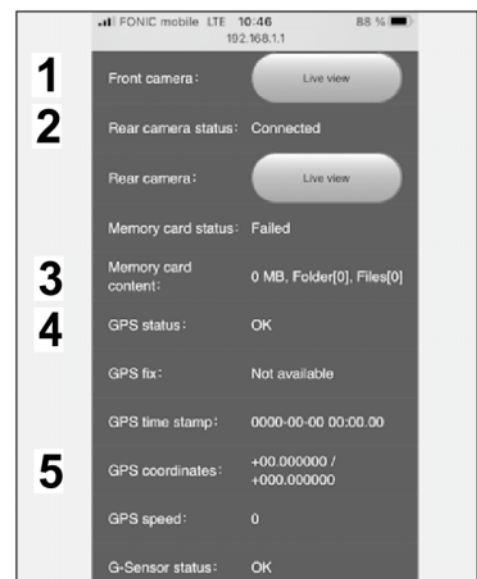 FONIC mobile LTE 10:46 88 %
192.168.1.1
1 Front camera: Live view
2 Rear camera status: Connected
Rear camera: Live view
Memory card status: Failed
3 Memory card content: 0 MB, Folder[0], Files[0]
4 GPS status: OK
GPS fix: Not available
GPS time stamp: 0000-00-00 00:00.00
5 GPS coordinates: +00.000000 / +000.000000
GPS speed: 0
G-Sensor status: OK